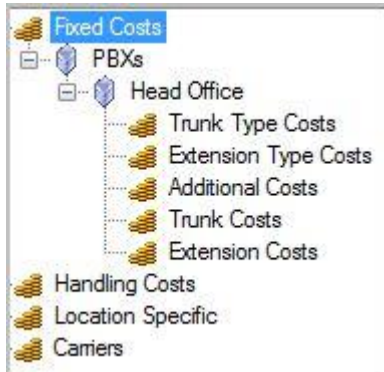 Fixed Costs
PBXs
Head Office
Trunk Type Costs
Extension Type Costs
Additional Costs
Trunk Costs
Extension Costs
Handling Costs
Location Specific
Carriers